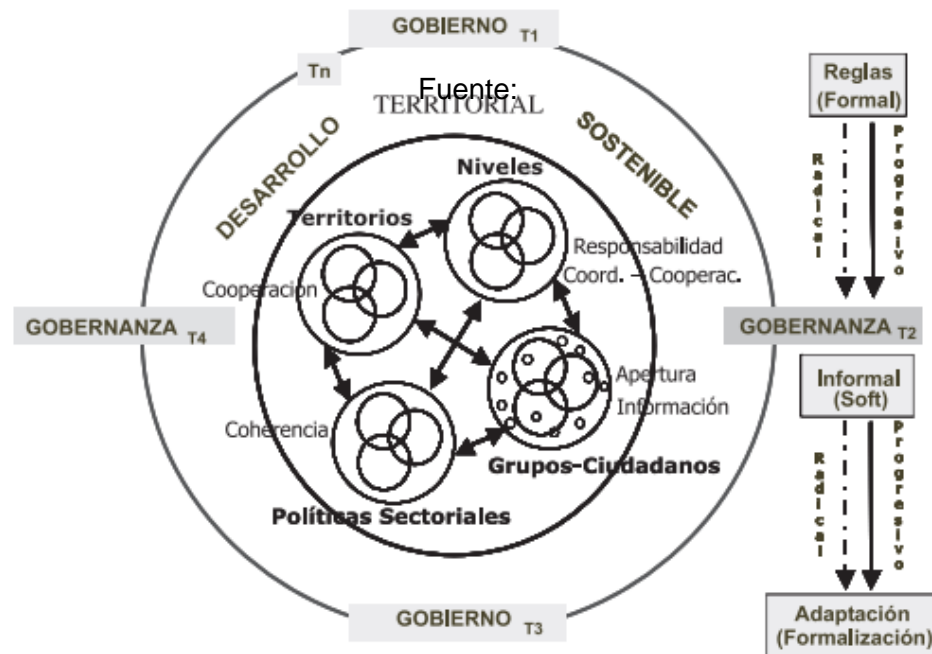 GOBIERNO T1
Tn
Fuente:
TERRITORIAL
DESARROLLO
SOSTENIBLE
Niveles
Territorios
Responsabilidad
Coord. – Cooperac.
Cooperación
GOBERNANZA T4
GOBERNANZA T2
Apertura
Información
Coherencia
Grupos-Ciudadanos
Políticas Sectoriales
GOBIERNO T3
Reglas
(Formal)
Radical
Progresivo
Informal
(Soft)
Radical
Progresivo
Adaptación
(Formalización)